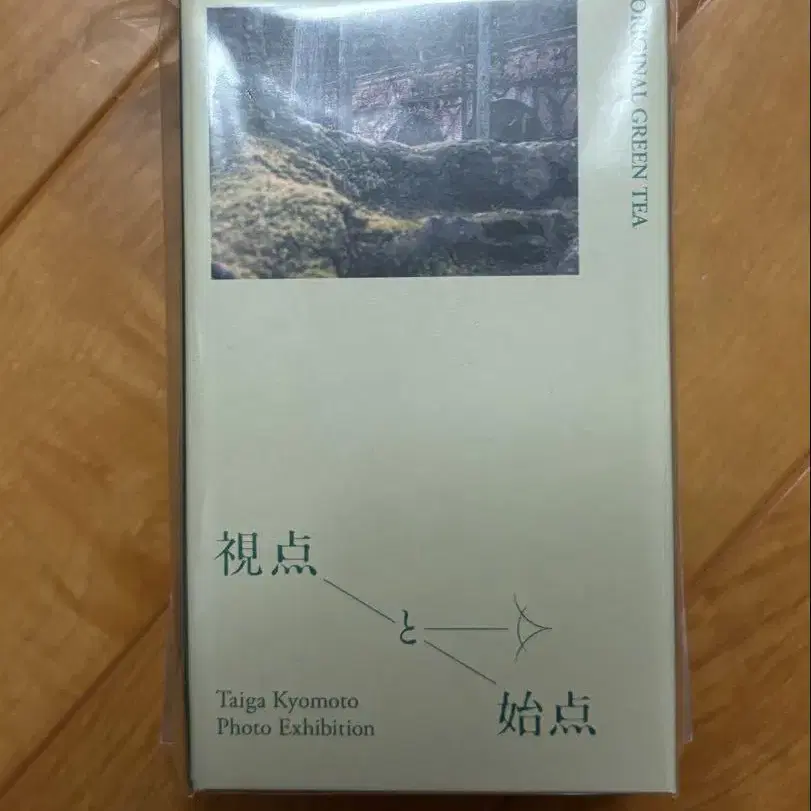 ORIGINAL GREEN TEA
視点
と
始点
Taiga Kyomoto
Photo Exhibition